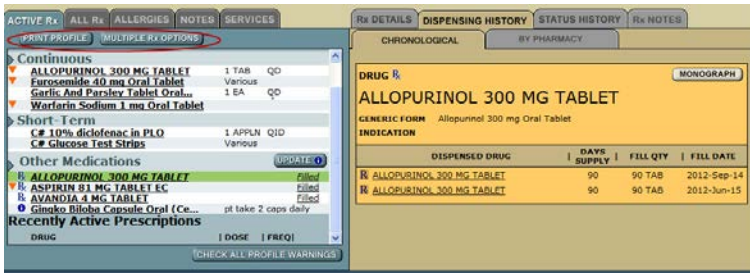 ACTIVE Rx ALL Rx ALLERGIES NOTES SERVICES
PRINT PROFILE MULTIPLE Rx OPTIONS
Continuous
ALLOPURINOL 300 MG TABLET 1 TAB QD
Furosemide 40 mg Oral Tablet Various
Garlic And Parsley Tablet Oral... 1 EA QD
Warfarin Sodium 1 mg Oral Tablet
Short-Term
C# 10% diclofenac in PLO 1 APPLN QID
C# Glucose Test Strips Various
Other Medications UPDATE
ALLOPURINOL 300 MG TABLET Filled
ASPIRIN 81 MG TABLET EC Filled
AVANDIA 4 MG TABLET Filled
Gingko Biloba Capsule Oral (Ce... pt take 2 caps daily
Recently Active Prescriptions
DRUG | DOSE | FREQ|
CHECK ALL PROFILE WARNINGS
Rx DETAILS DISPENSING HISTORY STATUS HISTORY Rx NOTES
CHRONOLOGICAL BY PHARMACY
DRUG Rx MONOGRAPH
ALLOPURINOL 300 MG TABLET
GENERIC FORM Allopurinol 300 mg Oral Tablet
INDICATION
DISPENSED DRUG | DAYS SUPPLY | FILL QTY | FILL DATE
ALLOPURINOL 300 MG TABLET 90 90 TAB 2012-Sep-14
ALLOPURINOL 300 MG TABLET 90 90 TAB 2012-Jun-15